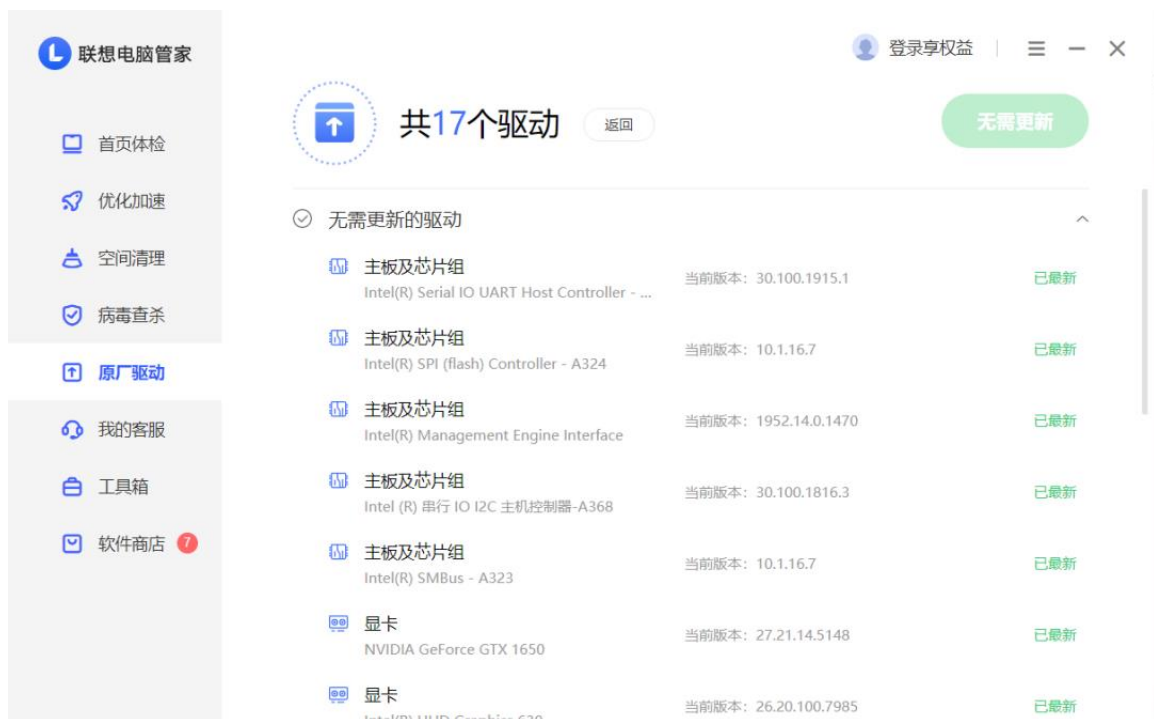 联想电脑管家
登录享权益
首页体检
优化加速
空间清理
病毒查杀
原厂驱动
我的客服
工具箱
软件商店 7
共17个驱动 返回 无需更新
无需更新的驱动
主板及芯片组
Intel(R) Serial IO UART Host Controller - ...
当前版本：30.100.1915.1 已最新
主板及芯片组
Intel(R) SPI (flash) Controller - A324
当前版本：10.1.16.7 已最新
主板及芯片组
Intel(R) Management Engine Interface
当前版本：1952.14.0.1470 已最新
主板及芯片组
Intel (R) 串行 IO I2C 主机控制器-A368
当前版本：30.100.1816.3 已最新
主板及芯片组
Intel(R) SMBus - A323
当前版本：10.1.16.7 已最新
显卡
NVIDIA GeForce GTX 1650
当前版本：27.21.14.5148 已最新
显卡
Intel(R) UHD Graphics 630
当前版本：26.20.100.7985 已最新